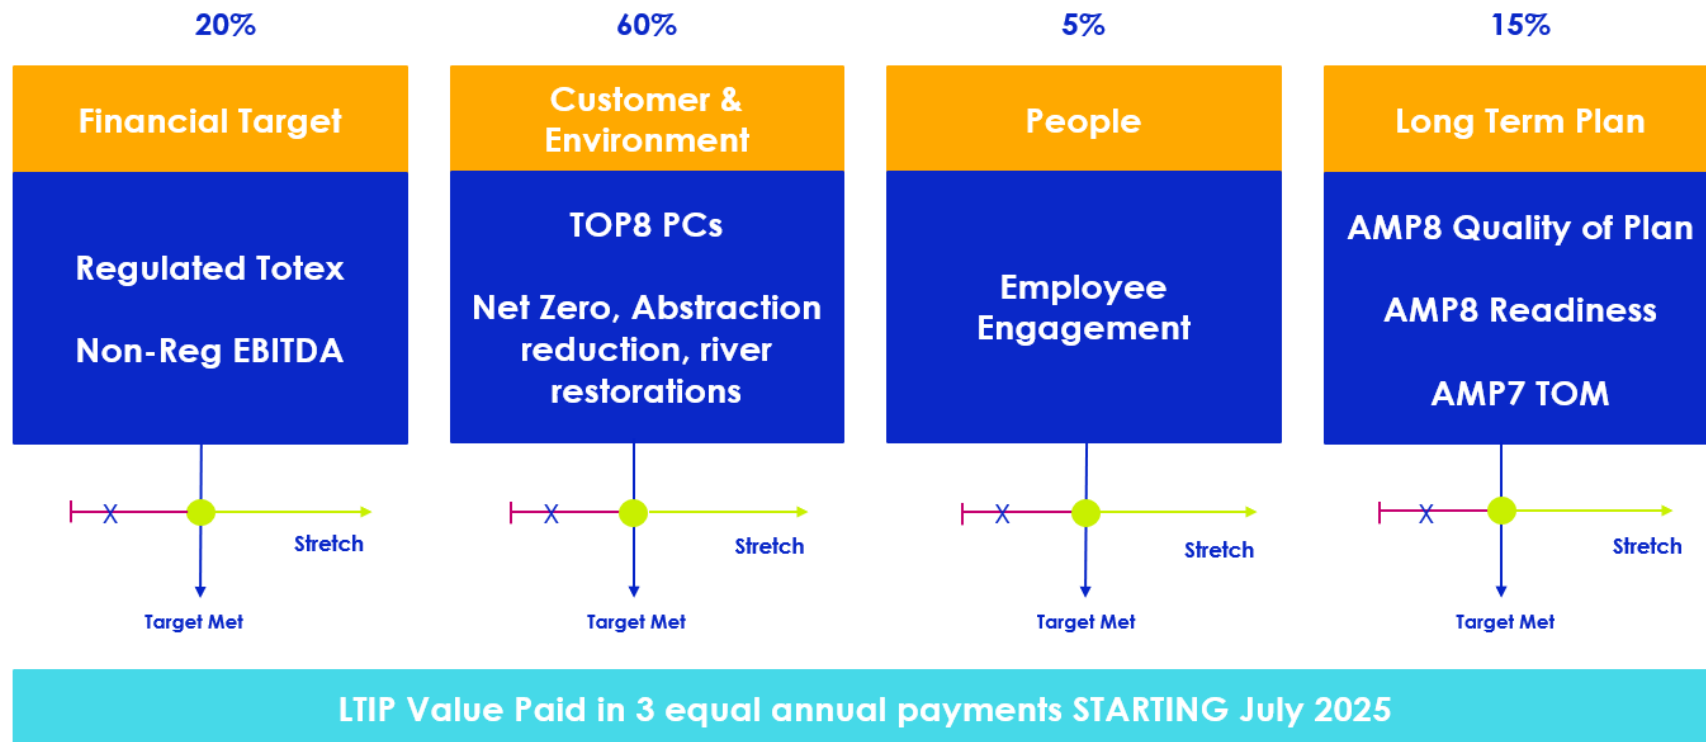 20%
60%
5%
15%
Financial Target
Customer &
Environment
People
Long Term Plan
Regulated Totex
Non-Reg EBITDA
TOP8 PCs
Net Zero, Abstraction
reduction, river
restorations
Employee
Engagement
AMP8 Quality of Plan
AMP8 Readiness
AMP7 TOM
X
Stretch
Target Met
X
Stretch
Target Met
X
Stretch
Target Met
X
Stretch
Target Met
LTIP Value Paid in 3 equal annual payments STARTING July 2025